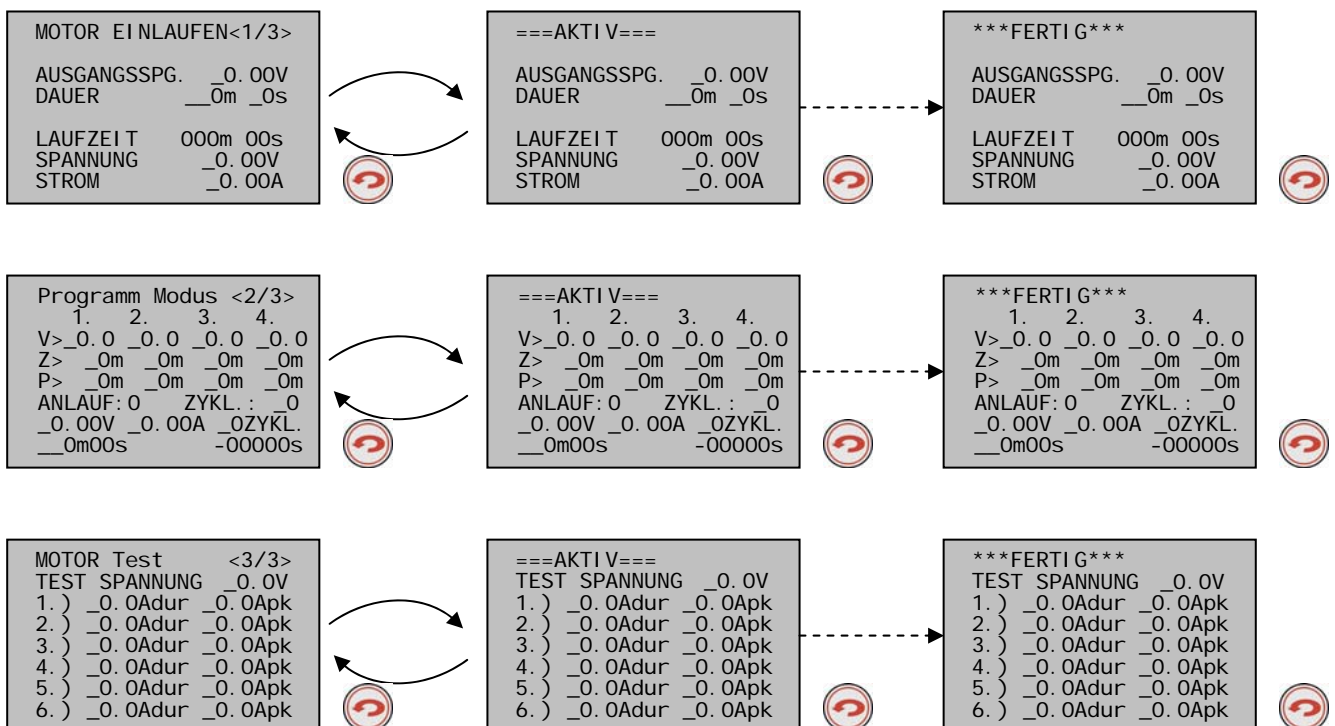 MOTOR EINLAUFEN<1/3>
AUSGANGSSPG. _0.00V
DAUER __0m _0s
LAUFZEIT 000m 00s
SPANNUNG _0.00V
STROM _0.00A
===AKTIV===
AUSGANGSSPG. _0.00V
DAUER __0m _0s
LAUFZEIT 000m 00s
SPANNUNG _0.00V
STROM _0.00A
***FERTIG***
AUSGANGSSPG. _0.00V
DAUER __0m _0s
LAUFZEIT 000m 00s
SPANNUNG _0.00V
STROM _0.00A
Programm Modus <2/3>
1. 2. 3. 4.
V>_0.0 _0.0 _0.0 _0.0
Z> _0m _0m _0m _0m
P> _0m _0m _0m _0m
ANLAUF:0 ZYKL.: _0
_0.00V _0.00A _0ZYKL.
__0m00s -00000s
===AKTIV===
1. 2. 3. 4.
V>_0.0 _0.0 _0.0 _0.0
Z> _0m _0m _0m _0m
P> _0m _0m _0m _0m
ANLAUF:0 ZYKL.: _0
_0.00V _0.00A _0ZYKL.
__0m00s -00000s
***FERTIG***
1. 2. 3. 4.
V>_0.0 _0.0 _0.0 _0.0
Z> _0m _0m _0m _0m
P> _0m _0m _0m _0m
ANLAUF:0 ZYKL.: _0
_0.00V _0.00A _0ZYKL.
__0m00s -00000s
MOTOR Test <3/3>
TEST SPANNUNG _0.0V
1.) _0.0Adur _0.0Apk
2.) _0.0Adur _0.0Apk
3.) _0.0Adur _0.0Apk
4.) _0.0Adur _0.0Apk
5.) _0.0Adur _0.0Apk
6.) _0.0Adur _0.0Apk
===AKTIV===
TEST SPANNUNG _0.0V
1.) _0.0Adur _0.0Apk
2.) _0.0Adur _0.0Apk
3.) _0.0Adur _0.0Apk
4.) _0.0Adur _0.0Apk
5.) _0.0Adur _0.0Apk
6.) _0.0Adur _0.0Apk
***FERTIG***
TEST SPANNUNG _0.0V
1.) _0.0Adur _0.0Apk
2.) _0.0Adur _0.0Apk
3.) _0.0Adur _0.0Apk
4.) _0.0Adur _0.0Apk
5.) _0.0Adur _0.0Apk
6.) _0.0Adur _0.0Apk